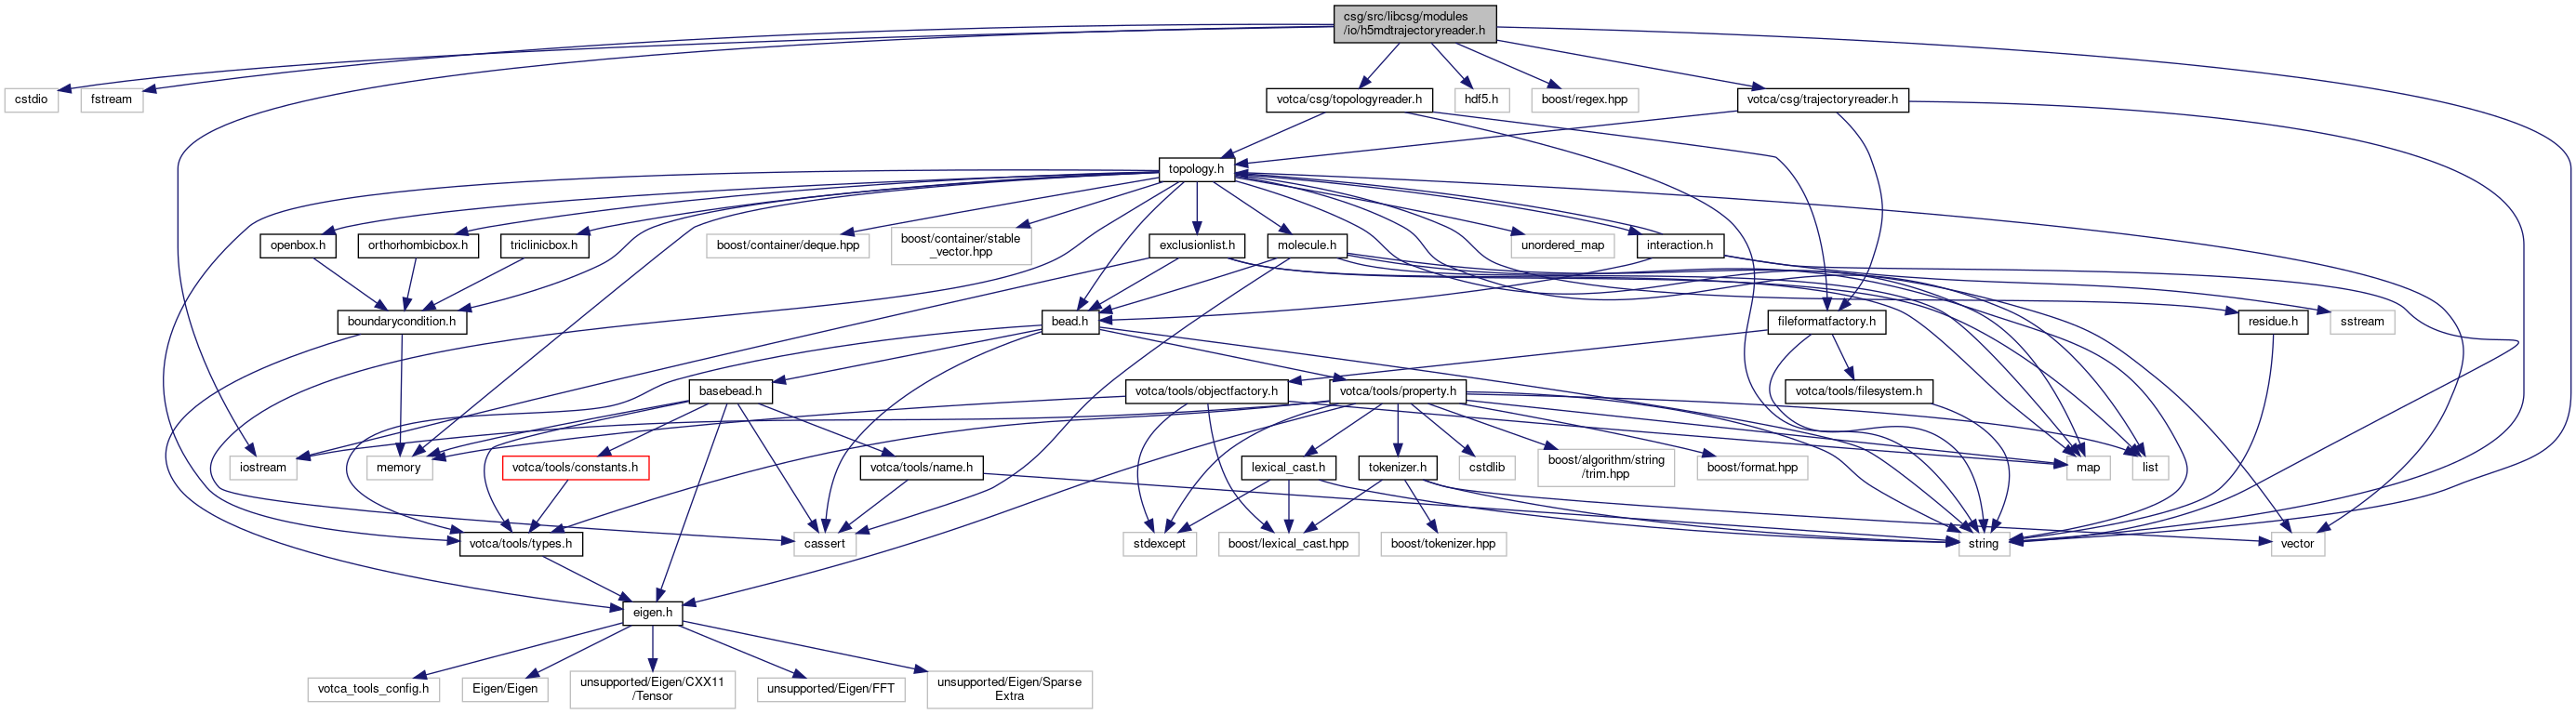 csg/src/libcsg/modules
/io/h5mdtrajectoryreader.h
cstdio
fstream
votca/csg/topologyreader.h
hdf5.h
boost/regex.hpp
votca/csg/trajectoryreader.h
topology.h
openbox.h
orthorhombicbox.h
triclinicbox.h
boost/container/deque.hpp
boost/container/stable
_vector.hpp
exclusionlist.h
molecule.h
unordered_map
interaction.h
boundarycondition.h
bead.h
fileformatfactory.h
residue.h
sstream
basebead.h
votca/tools/objectfactory.h
votca/tools/property.h
votca/tools/filesystem.h
iostream
memory
votca/tools/constants.h
votca/tools/name.h
lexical_cast.h
tokenizer.h
cstdlib
boost/algorithm/string
/trim.hpp
boost/format.hpp
map
list
votca/tools/types.h
cassert
stdexcept
boost/lexical_cast.hpp
boost/tokenizer.hpp
string
vector
eigen.h
votca_tools_config.h
Eigen/Eigen
unsupported/Eigen/CXX11
/Tensor
unsupported/Eigen/FFT
unsupported/Eigen/Sparse
Extra